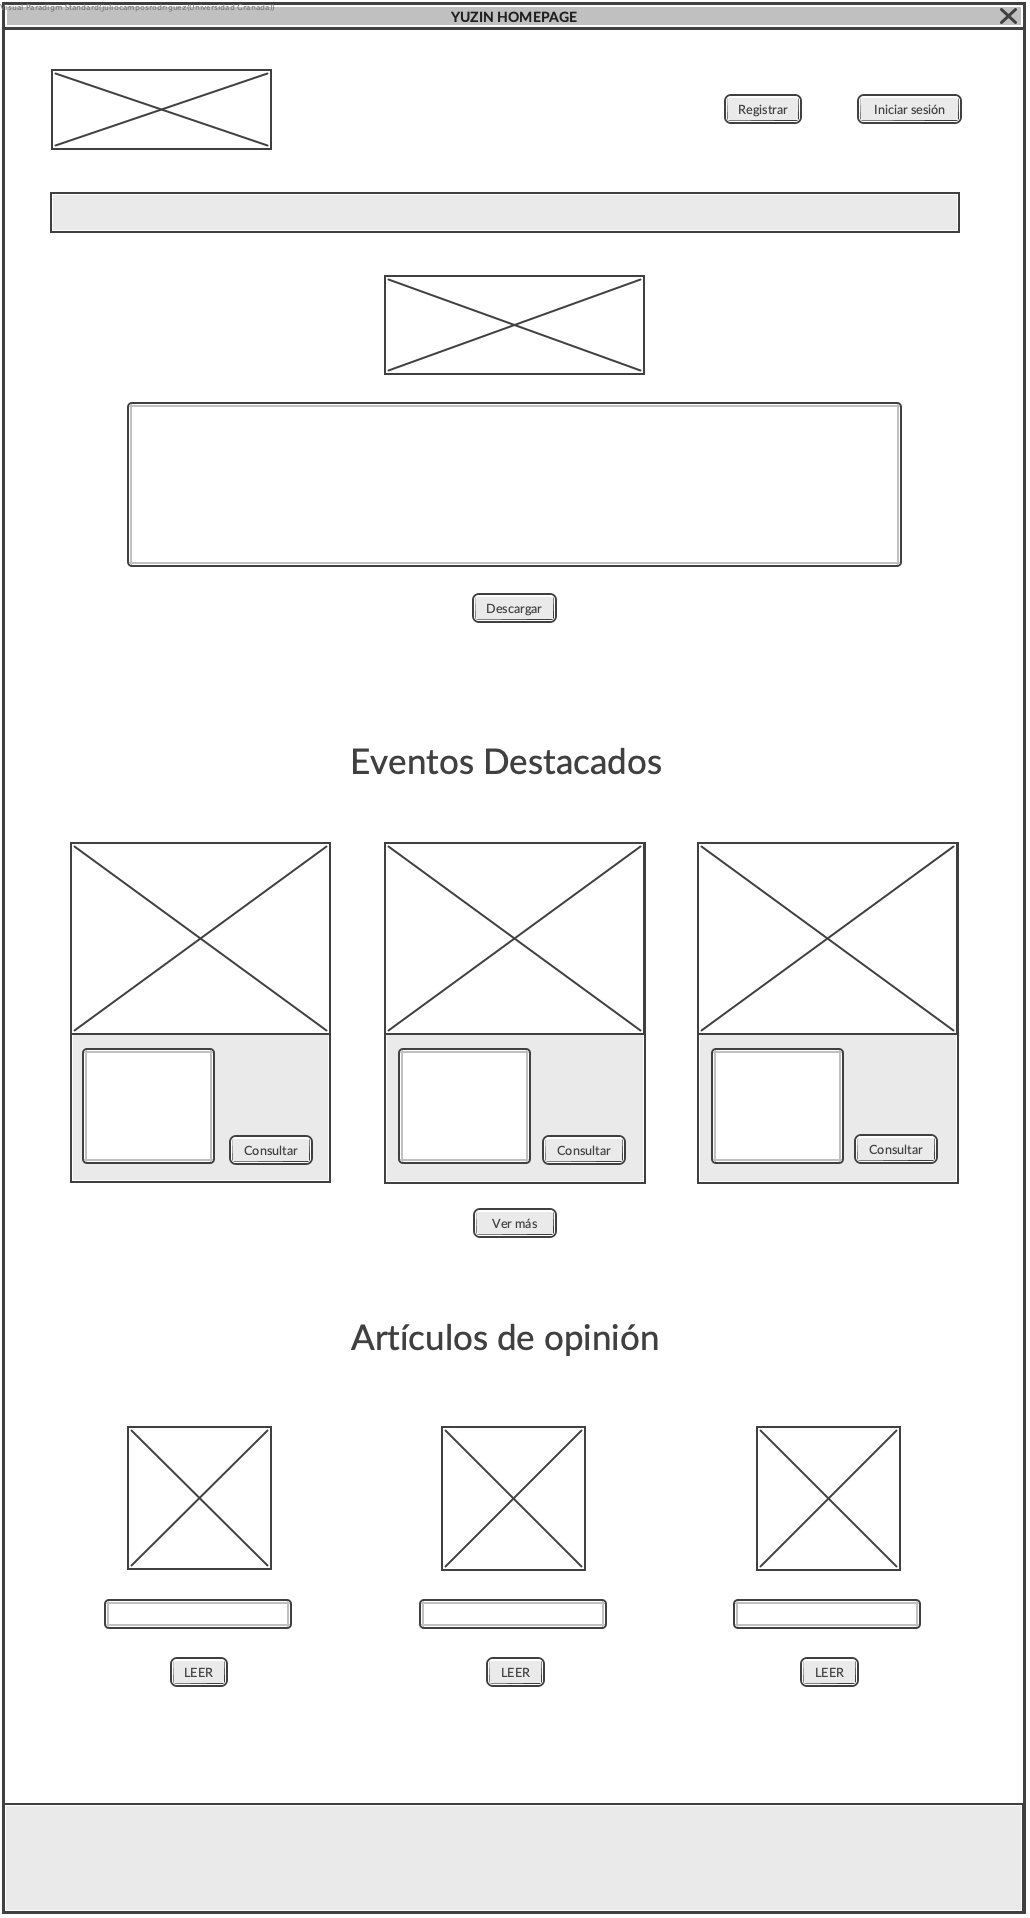 Visual Paradigm Standard(juliocamposrodriguez(Universidad Granada))
YUZIN HOMEPAGE
Registrar
Iniciar sesión
Descargar
Eventos Destacados
Consultar
Consultar
Consultar
Ver más
Artículos de opinión
LEER
LEER
LEER